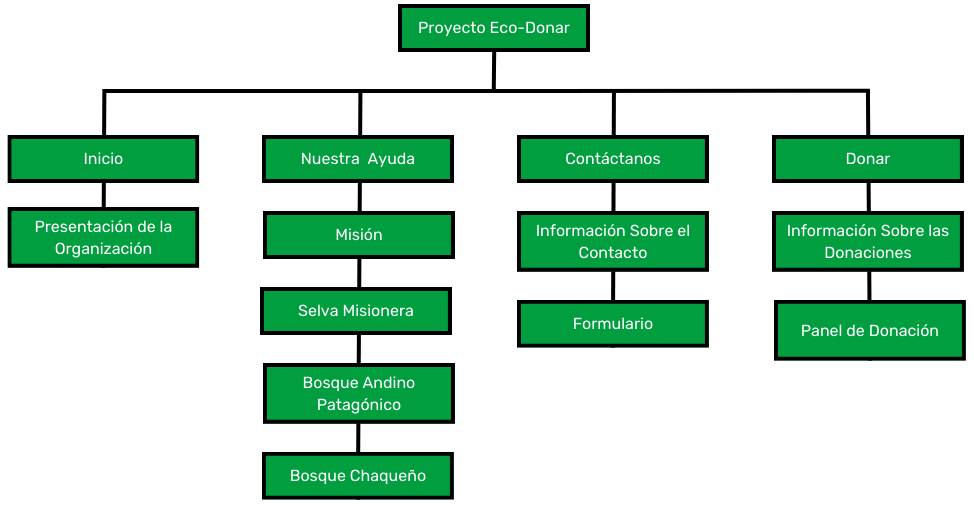 Proyecto Eco-Donar
Inicio
Nuestra Ayuda
Contáctanos
Donar
Presentación de la
Organización
Misión
Información Sobre el
Contacto
Información Sobre las
Donaciones
Selva Misionera
Formulario
Panel de Donación
Bosque Andino
Patagónico
Bosque Chaqueño